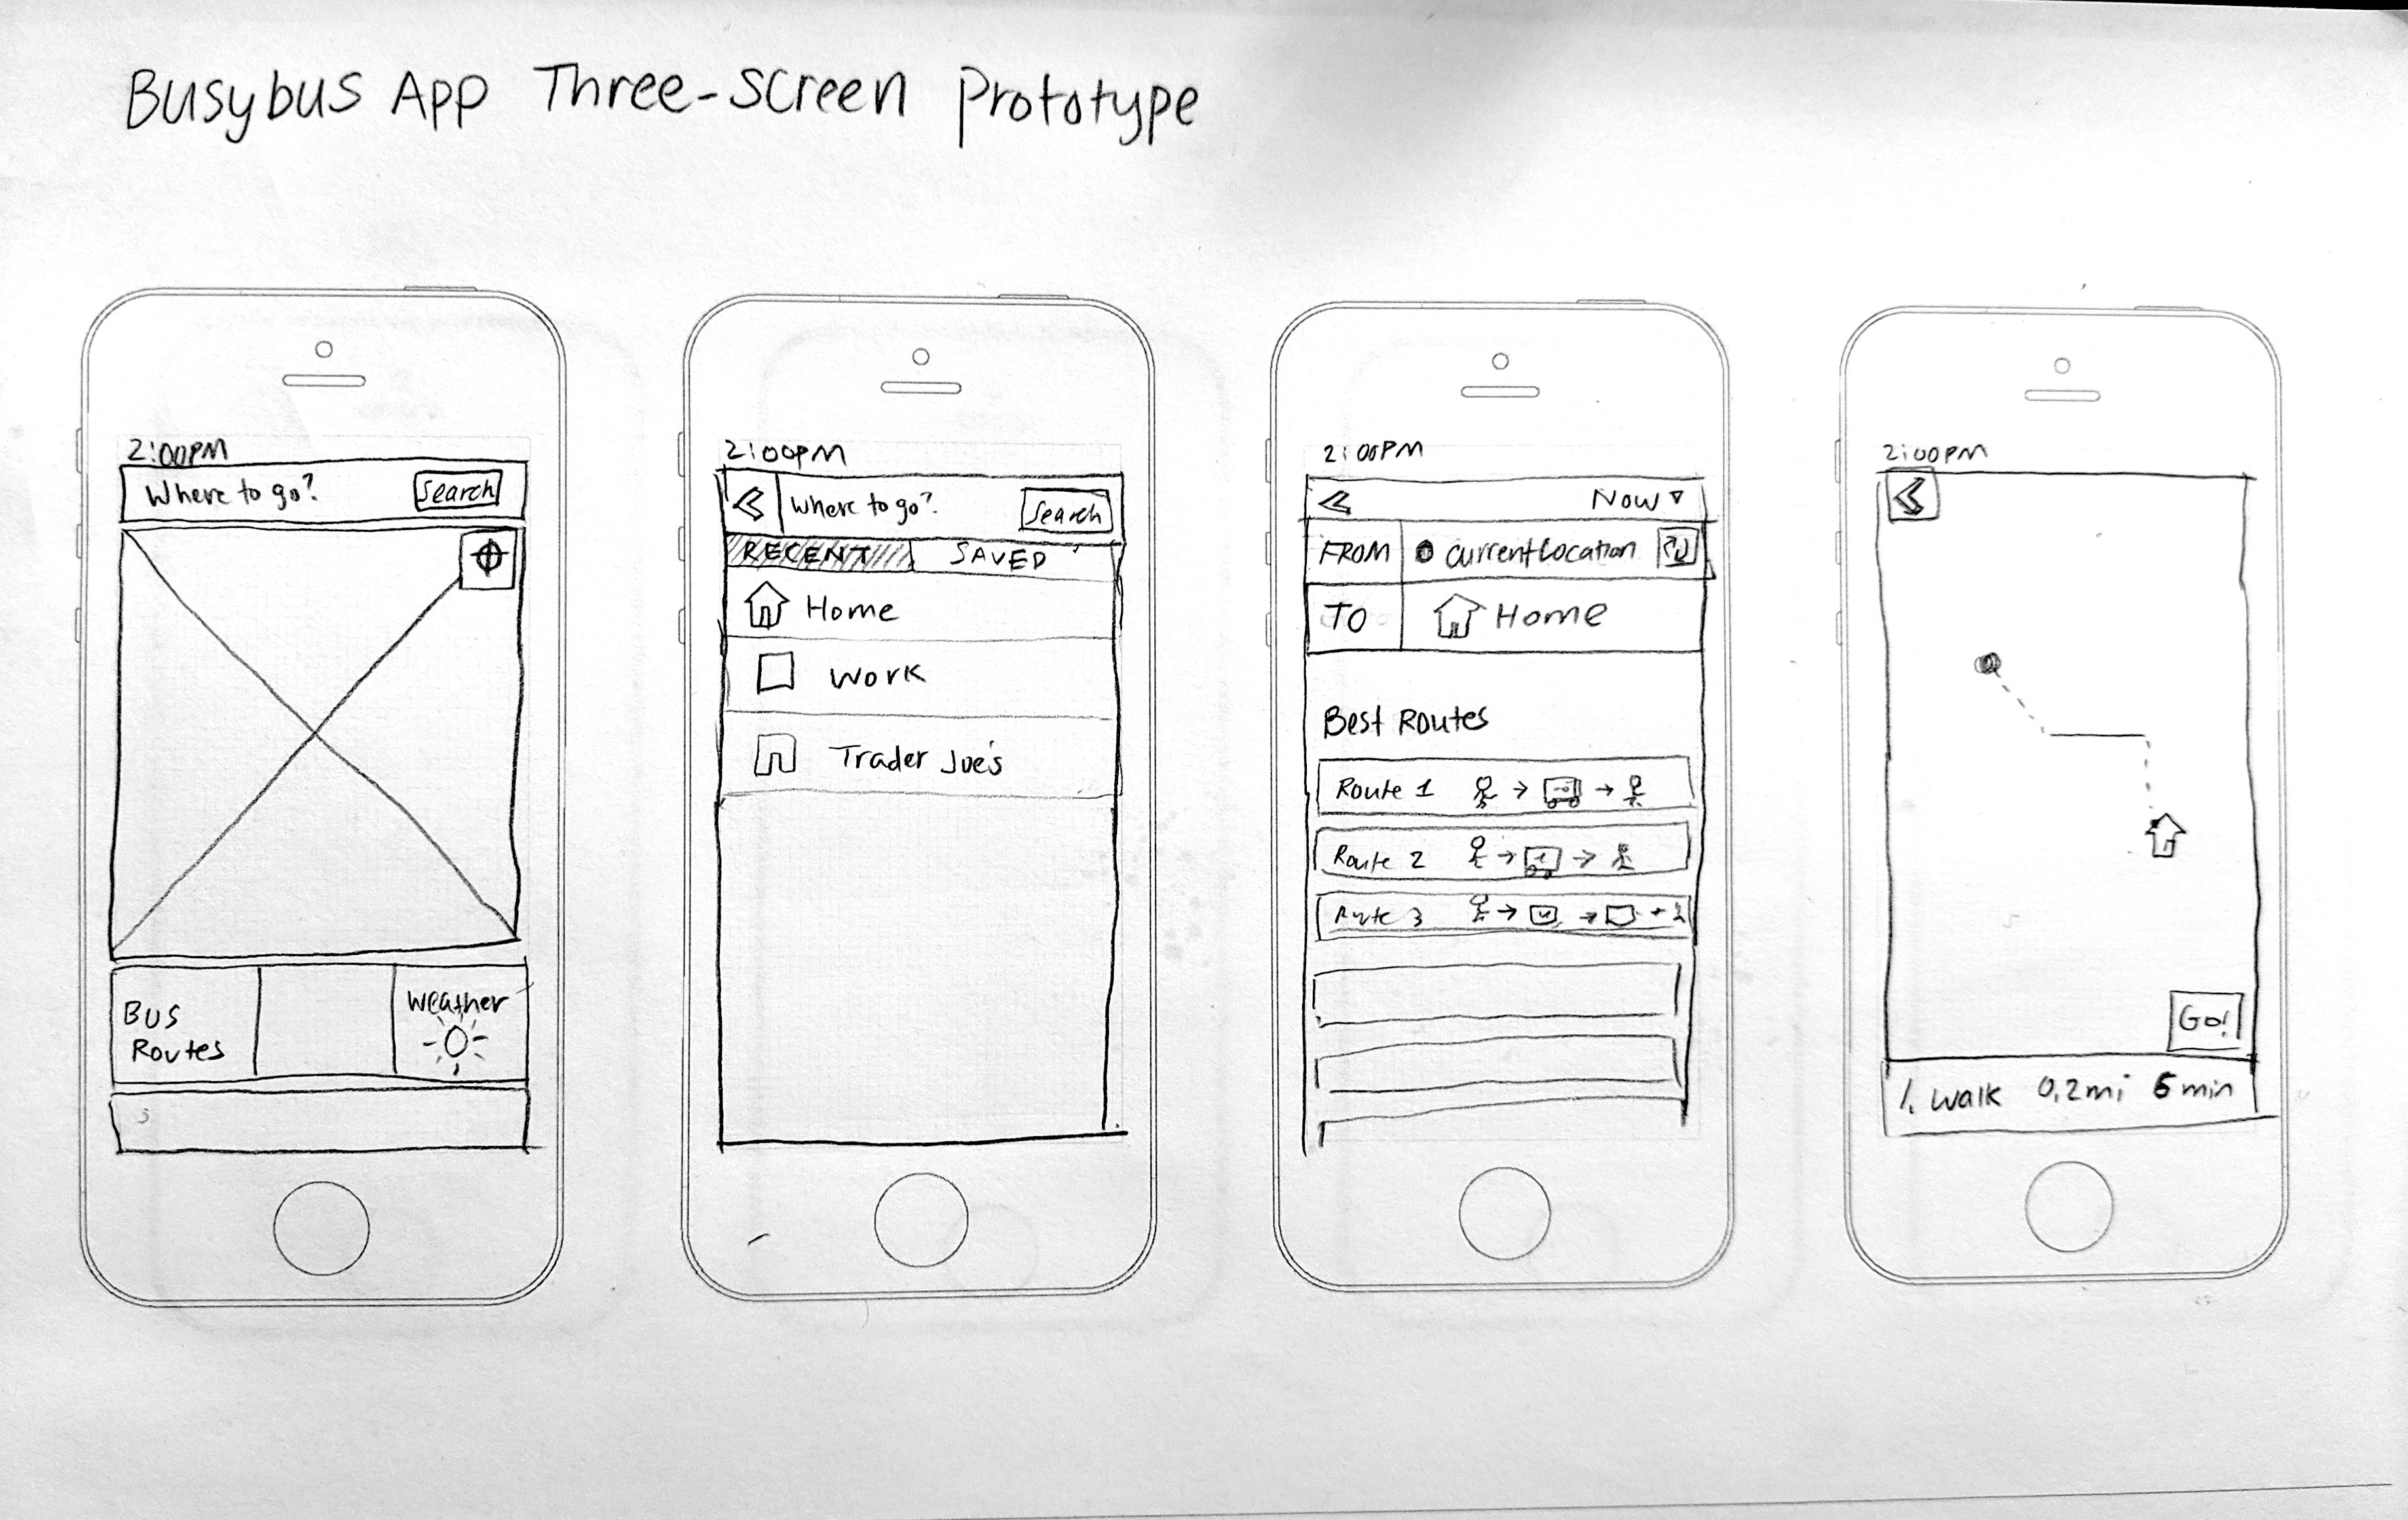 Busybus App Three-Screen Prototype
2:00PM
Where to go?
Search
Bus
Routes
Weather
2:00PM
Where to go?
Search
RECENT
SAVED
Home
Work
Trader Joe's
2:00PM
Now
FROM
Current Location
TO
Home
Best Routes
Route 1
Route 2
Route 3
2:00PM
Go!
1. Walk 0.2mi 5 min